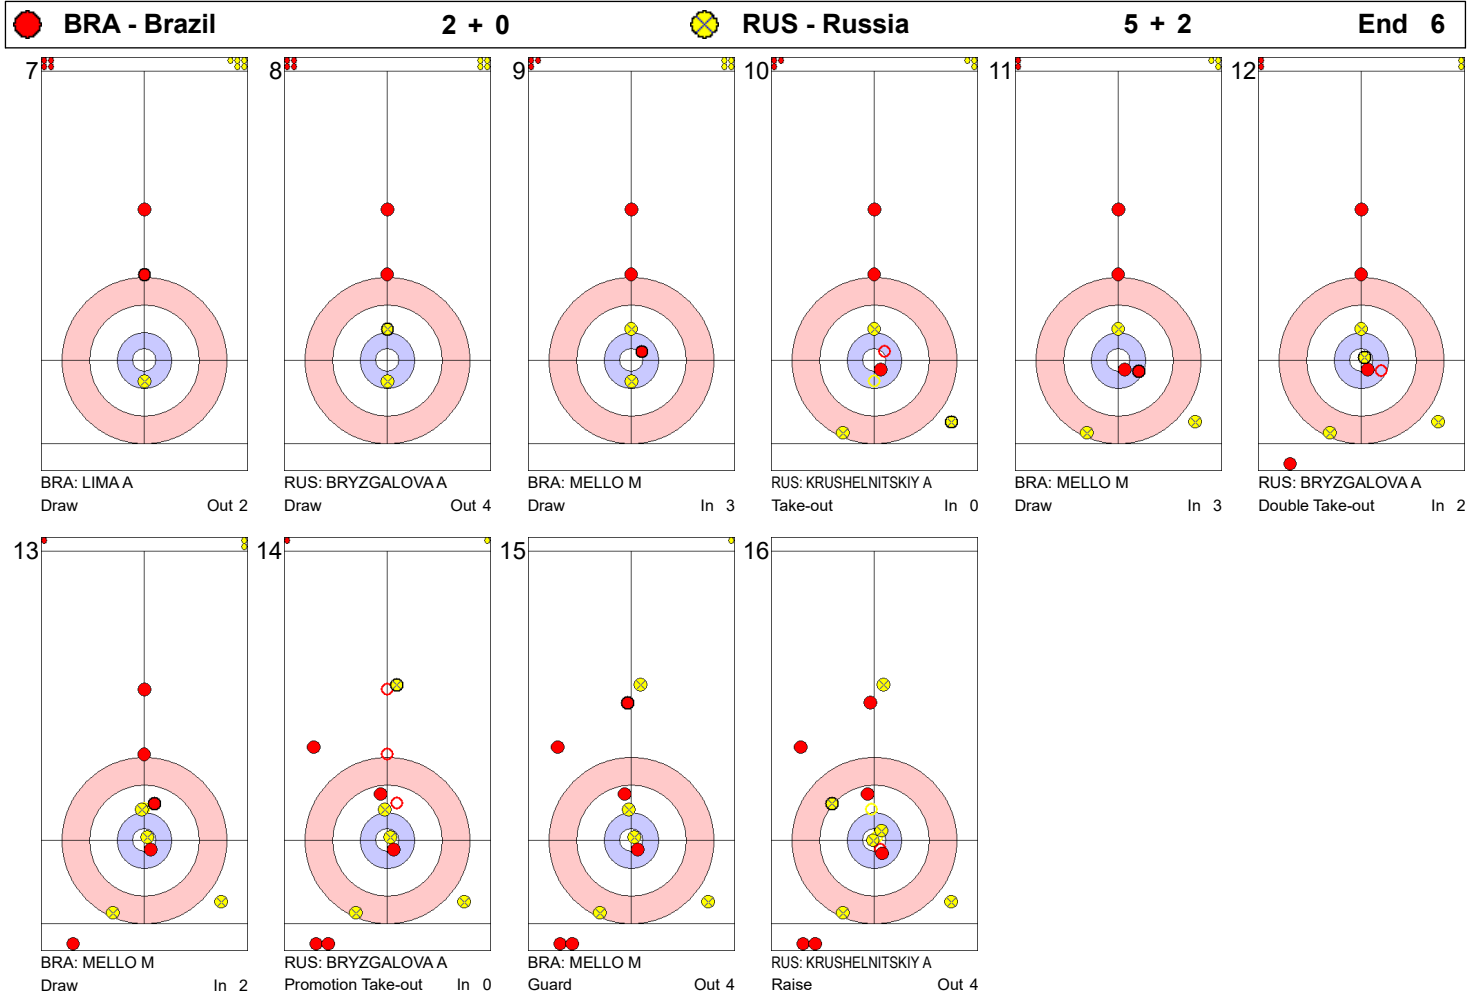 BRA - Brazil 2 + 0 RUS - Russia 5 + 2 End 6
7 8 9 10 11 12
BRA: LIMA A RUS: BRYZGALOVA A BRA: MELLO M RUS: KRUSHELNITSKIY A BRA: MELLO M RUS: BRYZGALOVA A
Draw Out 2 Draw Out 4 Draw In 3 Take-out In 0 Draw In 3 Double Take-out In 2
13 14 15 16
BRA: MELLO M RUS: BRYZGALOVA A BRA: MELLO M RUS: KRUSHELNITSKIY A
Draw In 2 Promotion Take-out In 0 Guard Out 4 Raise Out 4